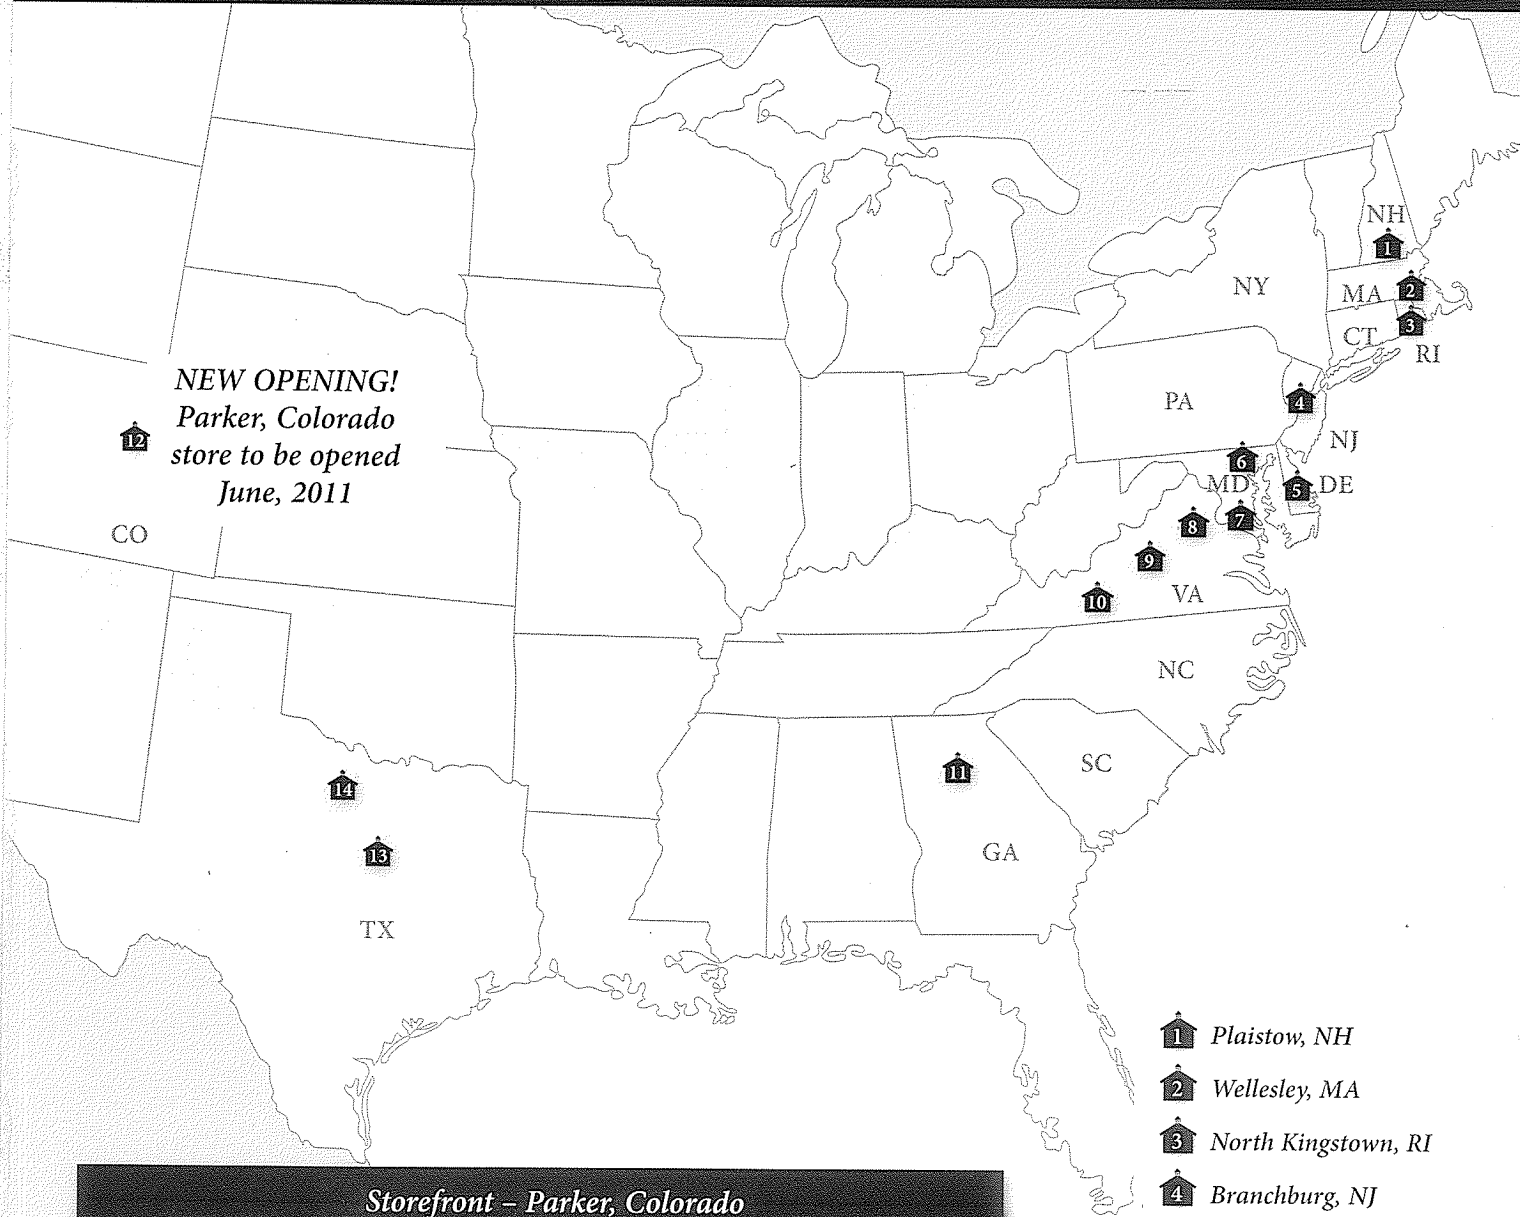 NH
1
NY
MA
2
CT
3
RI
NEW OPENING!
Parker, Colorado
store to be opened
June, 2011
12
PA
4
NJ
6
MD
5
DE
7
8
CO
9
10
VA
NC
11
SC
14
13
GA
TX
1 Plaistow, NH
2 Wellesley, MA
3 North Kingstown, RI
4 Branchburg, NJ
Storefront – Parker, Colorado